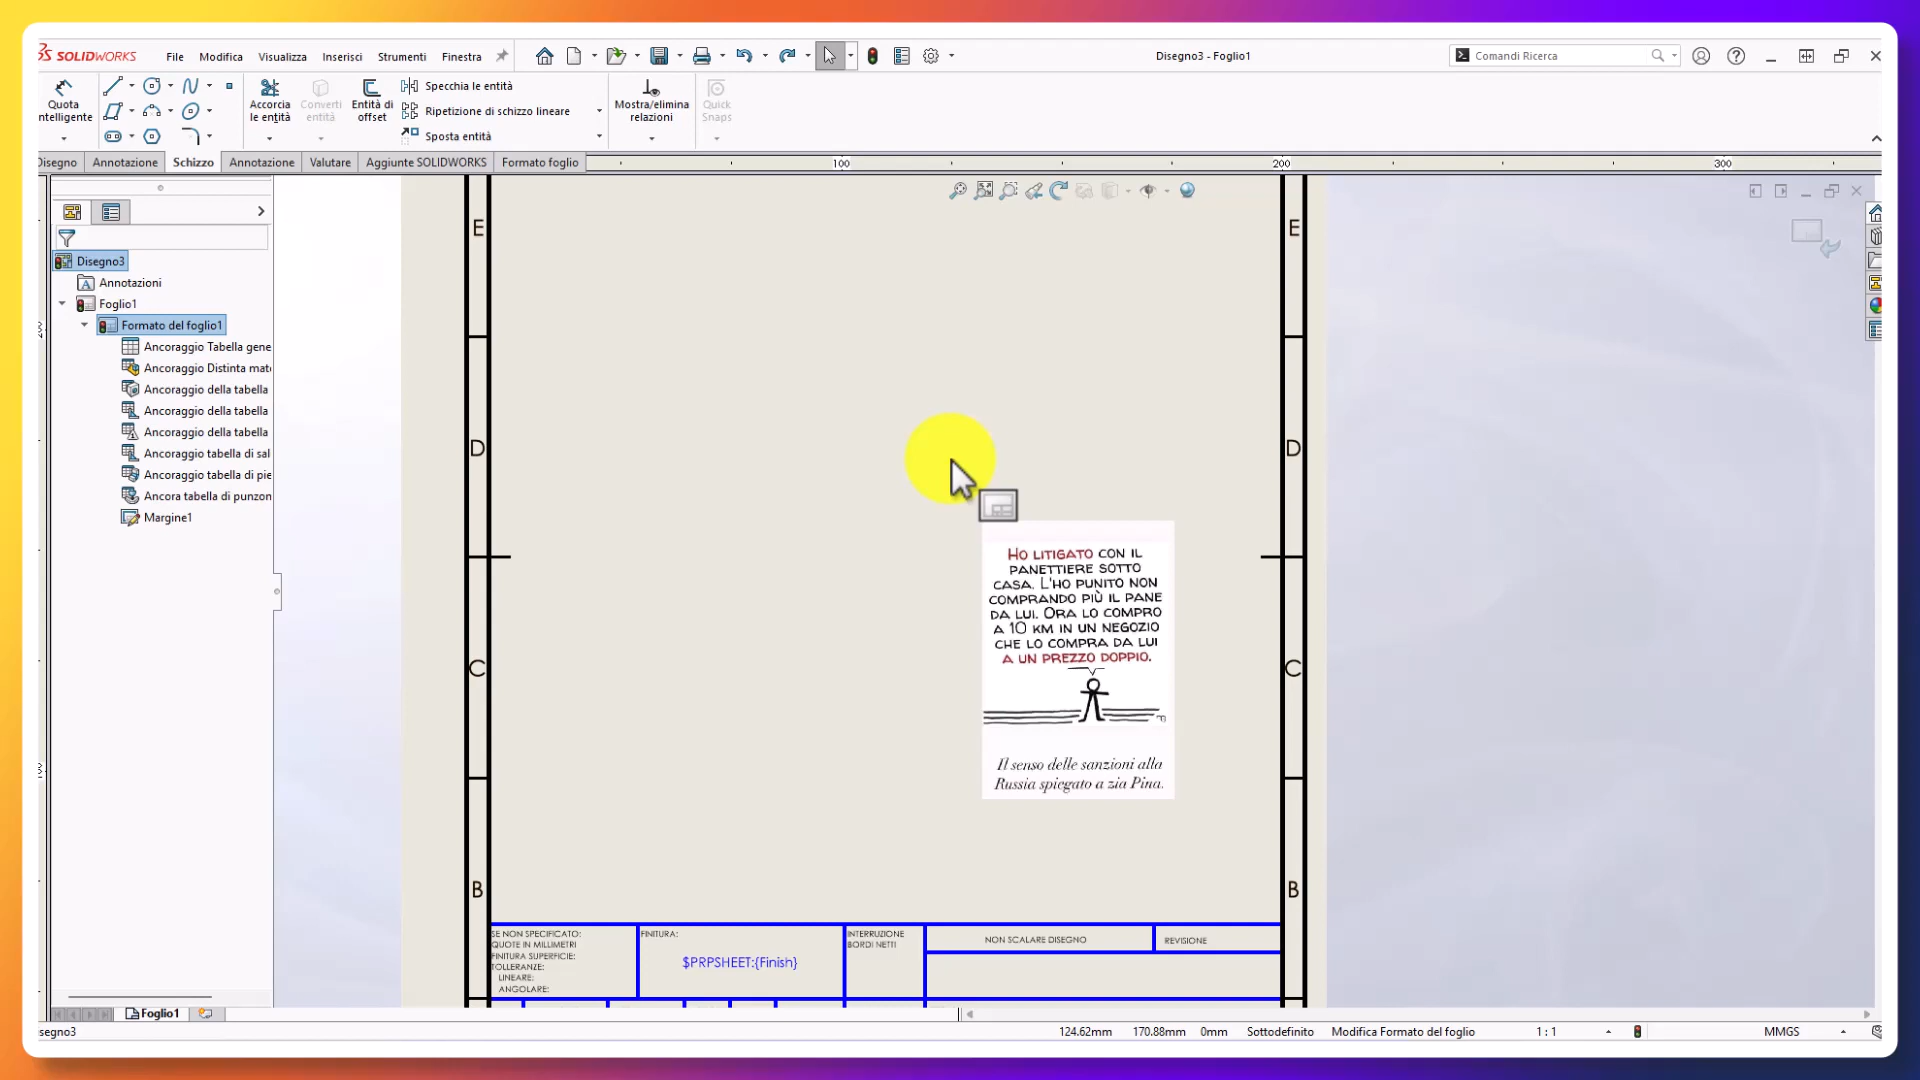 SOLIDWORKS File Modifica Visualizza Inserisci Strumenti Finestra Disegno3 - Foglio1 Comandi Ricerca
Quota intelligente
Accorcia le entità
Converti entità
Entità di offset
Specchia le entità
Ripetizione di schizzo lineare
Sposta entità
Mostra/elimina relazioni
Quick Snaps
Disegno Annotazione Schizzo Annotazione Valutare Aggiunte SOLIDWORKS Formato foglio
100 200 300
Disegno3
Annotazioni
Foglio1
Formato del foglio1
Ancoraggio Tabella gene
Ancoraggio Distinta mat
Ancoraggio della tabella
Ancoraggio della tabella
Ancoraggio della tabella
Ancoraggio tabella di sal
Ancoraggio tabella di pie
Ancora tabella di punzon
Margine1
E E
D D
C C
B B
Ho litigato con il
panettiere sotto
casa. L'ho punito non
comprando più il pane
da lui. Ora lo compro
a 10 km in un negozio
che lo compra da lui
a un prezzo doppio.
Il senso delle sanzioni alla
Russia spiegato a zia Pina.
SE NON SPECIFICATO:
QUOTE IN MILLIMETRI
FINITURA SUPERFICIE:
TOLLERANZE:
LINEARE:
ANGOLARE:
FINITURA:
$PRPSHEET:{Finish}
INTERRUZIONE
BORDI NETTI
NON SCALARE DISEGNO
REVISIONE
Foglio1
segno3 124.62mm 170.88mm 0mm Sottodefinito Modifica Formato del foglio 1 : 1 MMGS